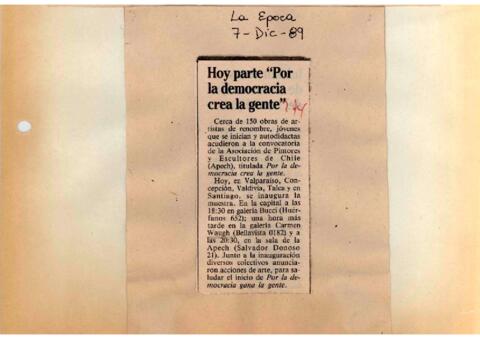 La Epoca
7-Dic-89
Hoy parte "Por
la democracia
crea la gente"
Cerca de 150 obras de ar-
tistas de renombre, jóvenes
que se inician y autodidactas
acudieron a la convocatoria
de la Asociación de Pintores
y Escultores de Chile
(Apech), titulada Por la de-
mocracia crea la gente.
Hoy, en Valparaíso, Con-
cepción, Valdivia, Talca y en
Santiago, se inaugura la
muestra. En la capital a las
18:30 en galería Bucci (Huér-
fanos 652); una hora más
tarde en la galería Carmen
Waugh (Bellavista 0182) y a
las 20:30, en la sala de la
Apech (Salvador Donoso
21). Junto a la inauguración
diversos colectivos anuncia-
ron acciones de arte, para sa-
ludar el inicio de Por la de-
mocracia gana la gente.